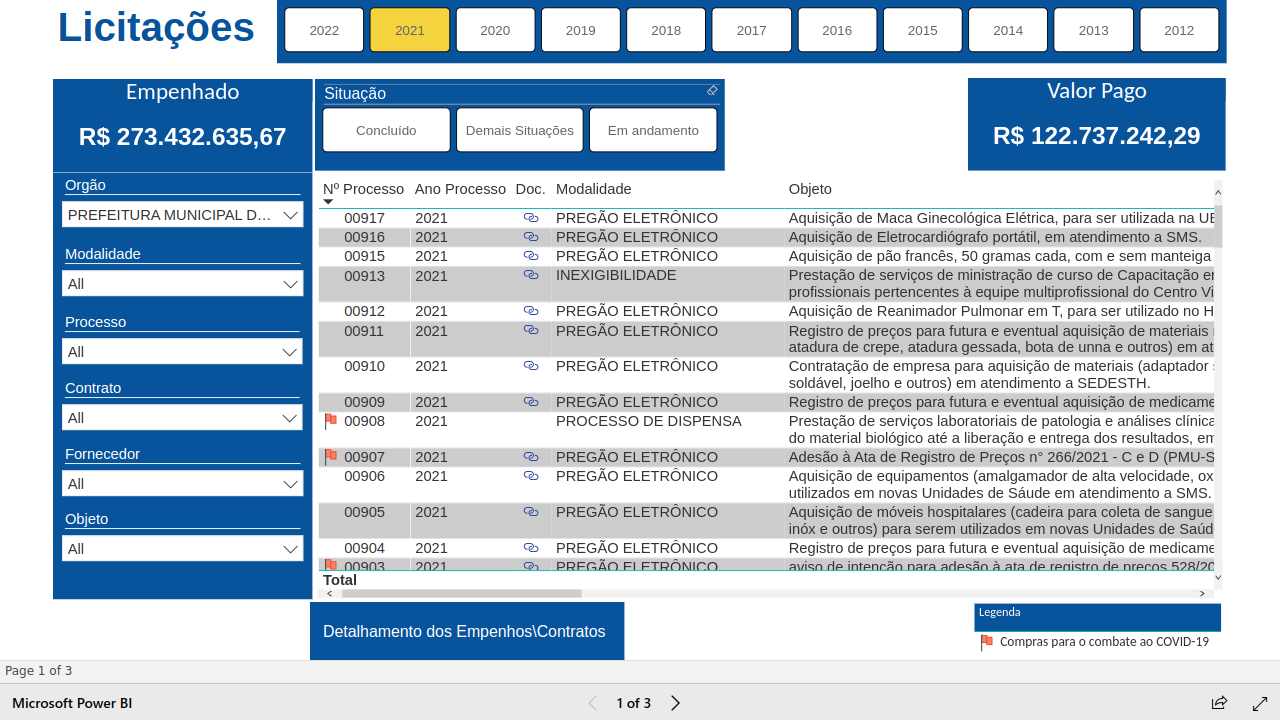 Licitações
2022 2021 2020 2019 2018 2017 2016 2015 2014 2013 2012
Empenhado
R$ 273.432.635,67
Situação
Concluído Demais Situações Em andamento
Valor Pago
R$ 122.737.242,29
Orgão
PREFEITURA MUNICIPAL D…
Modalidade
All
Processo
All
Contrato
All
Fornecedor
All
Objeto
All
Nº Processo Ano Processo Doc. Modalidade Objeto
00917 2021 PREGÃO ELETRÔNICO Aquisição de Maca Ginecológica Elétrica, para ser utilizada na UB
00916 2021 PREGÃO ELETRÔNICO Aquisição de Eletrocardiógrafo portátil, em atendimento a SMS.
00915 2021 PREGÃO ELETRÔNICO Aquisição de pão francês, 50 gramas cada, com e sem manteiga
00913 2021 INEXIGIBILIDADE Prestação de serviços de ministração de curso de Capacitação em
profissionais pertencentes à equipe multiprofissional do Centro Vi
00912 2021 PREGÃO ELETRÔNICO Aquisição de Reanimador Pulmonar em T, para ser utilizado no H
00911 2021 PREGÃO ELETRÔNICO Registro de preços para futura e eventual aquisição de materiais
atadura de crepe, atadura gessada, bota de unna e outros) em at
00910 2021 PREGÃO ELETRÔNICO Contratação de empresa para aquisição de materiais (adaptador s
soldável, joelho e outros) em atendimento a SEDESTH.
00909 2021 PREGÃO ELETRÔNICO Registro de preços para futura e eventual aquisição de medicame
00908 2021 PROCESSO DE DISPENSA Prestação de serviços laboratoriais de patologia e análises clínica
do material biológico até a liberação e entrega dos resultados, em
00907 2021 PREGÃO ELETRÔNICO Adesão à Ata de Registro de Preços n° 266/2021 - C e D (PMU-S
00906 2021 PREGÃO ELETRÔNICO Aquisição de equipamentos (amalgamador de alta velocidade, ox
utilizados em novas Unidades de Sáude em atendimento a SMS.
00905 2021 PREGÃO ELETRÔNICO Aquisição de móveis hospitalares (cadeira para coleta de sangue
inóx e outros) para serem utilizados em novas Unidades de Saúd
00904 2021 PREGÃO ELETRÔNICO Registro de preços para futura e eventual aquisição de medicame
00903 2021 PREGÃO ELETRÔNICO aviso de intenção para adesão à ata de registro de preços 528/20
Total
Detalhamento dos Empenhos\Contratos
Legenda
Compras para o combate ao COVID-19
Page 1 of 3
Microsoft Power BI 1 of 3